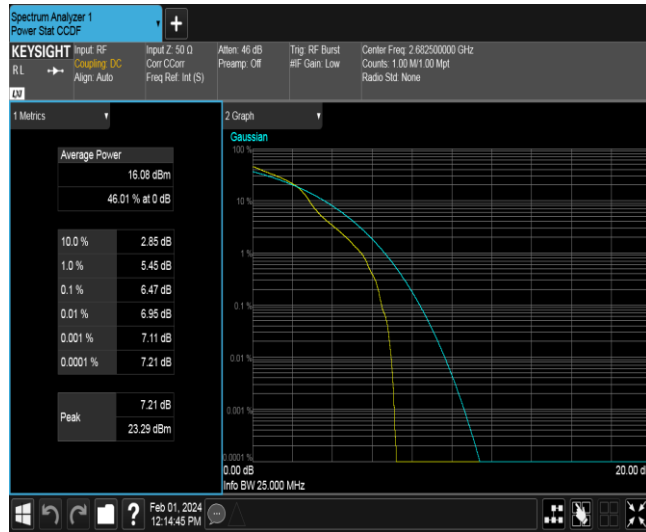 Spectrum Analyzer 1
Power Stat CCDF
+
KEYSIGHT
RL
LXI
Input: RF
Coupling: DC
Align: Auto
Input Z: 50 Ω
Corr CCorr
Freq Ref: Int (S)
Atten: 46 dB
Preamp: Off
Trig: RF Burst
#IF Gain: Low
Center Freq: 2.682500000 GHz
Counts: 1.00 M/1.00 Mpt
Radio Std: None
1 Metrics
Average Power
16.08 dBm
46.01 % at 0 dB
10.0 % 2.85 dB
1.0 % 5.45 dB
0.1 % 6.47 dB
0.01 % 6.95 dB
0.001 % 7.11 dB
0.0001 % 7.21 dB
Peak
7.21 dB
23.29 dBm
2 Graph
Gaussian
100 %
10 %
1 %
0.1 %
0.01 %
0.001 %
0.0001 %
0.00 dB
20.00 d
Info BW 25.000 MHz
?
Feb 01, 2024
12:14:45 PM